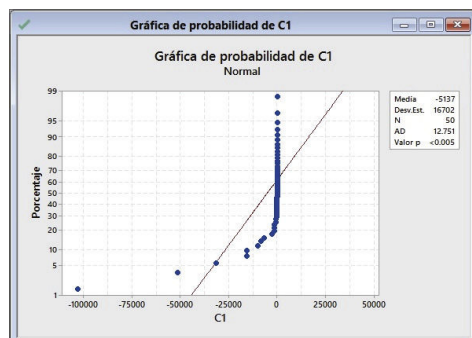 Gráfica de probabilidad de C1
Gráfica de probabilidad de C1
Normal
Media -5137
Desv.Est. 16702
N 50
AD 12.751
Valor p <0.005
Porcentaje
99
95
90
80
70
60
50
40
30
20
10
5
1
-100000 -75000 -50000 -25000 0 25000 50000
C1